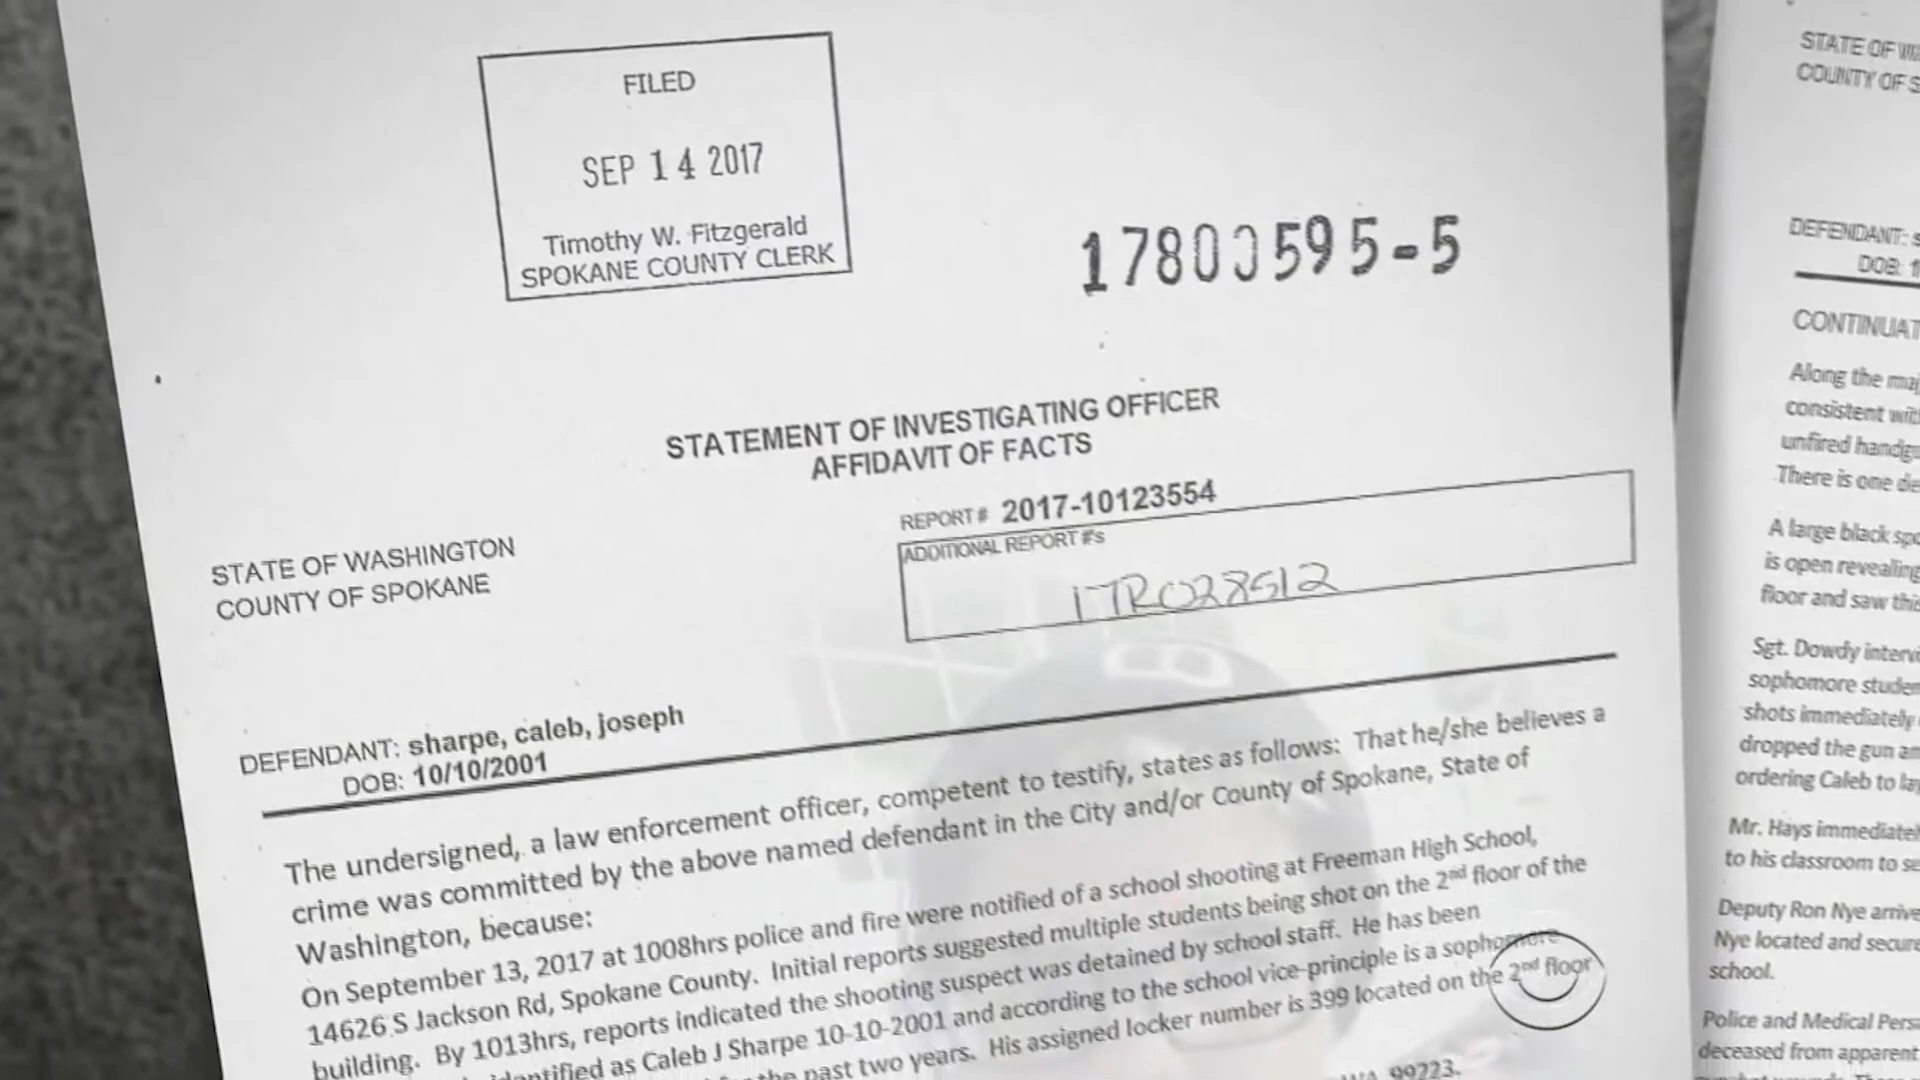 FILED
SEP 14 2017
Timothy W. Fitzgerald
SPOKANE COUNTY CLERK
17800595-5
STATEMENT OF INVESTIGATING OFFICER
AFFIDAVIT OF FACTS
REPORT# 2017-10123554
ADDITIONAL REPORT #'s
STATE OF WASHINGTON
COUNTY OF SPOKANE
DEFENDANT: sharpe, caleb, joseph
DOB: 10/10/2001
The undersigned, a law enforcement officer, competent to testify, states as follows: That he/she believes a
crime was committed by the above named defendant in the City and/or County of Spokane, State of
Washington, because:
On September 13, 2017 at 1008hrs police and fire were notified of a school shooting at Freeman High School,
14626 S Jackson Rd, Spokane County. Initial reports suggested multiple students being shot on the 2nd floor of the
building. By 1013hrs, reports indicated the shooting suspect was detained by school staff. He has been
identified as Caleb J Sharpe 10-10-2001 and according to the school vice-principle is a sophomore
the past two years. His assigned locker number is 399 located on the 2nd floor
99223.
STATE OF
COUNTY OF
DEFENDANT:
DOB:
Along the
consistent
unfired
There is one
A large black
is open revealing
floor and saw
Sgt. Dowdy
sophomore
shots immediately
dropped the gun
ordering Caleb to
Mr. Hays
to his classroom to
Deputy Ron Nye
Nye located and
school.
Police and Medical
deceased from apparent